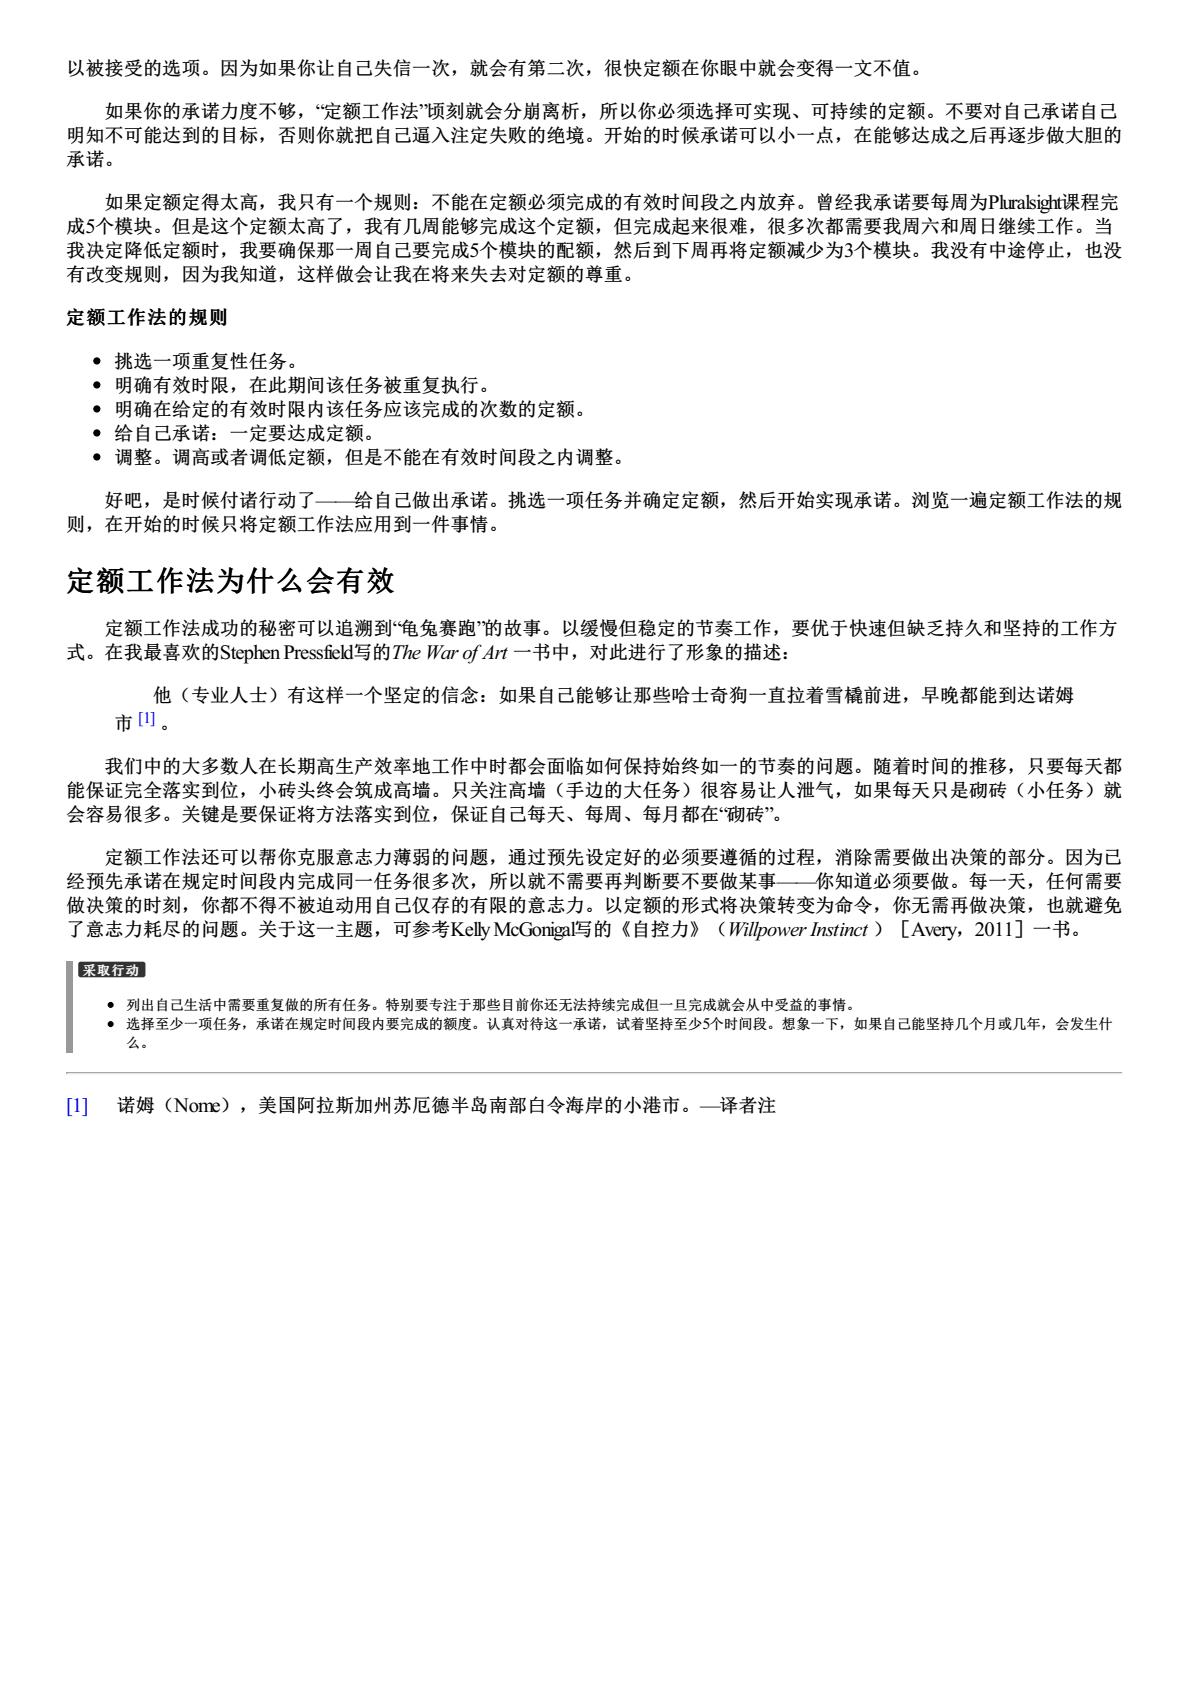 以被接受的选项。因为如果你让自己失信一次，就会有第二次，很快定额在你眼中就会变得一文不值。
如果你的承诺力度不够，“定额工作法”顷刻就会分崩离析，所以你必须选择可实现、可持续的定额。不要对自己承诺自己
明知不可能达到的目标，否则你就把自己逼入注定失败的绝境。开始的时候承诺可以小一点，在能够达成之后再逐步做大胆的
承诺。
如果定额定得太高，我只有一个规则：不能在定额必须完成的有效时间段之内放弃。曾经我承诺要每周为Pluralsight课程完
成5个模块。但是这个定额太高了，我有几周能够完成这个定额，但完成起来很难，很多次都需要我周六和周日继续工作。当
我决定降低定额时，我要确保那一周自己要完成5个模块的配额，然后到下周再将定额减少为3个模块。我没有中途停止，也没
有改变规则，因为我知道，这样做会让我在将来失去对定额的尊重。
定额工作法的规则
● 挑选一项重复性任务。
● 明确有效时限，在此期间该任务被重复执行。
● 明确在给定的有效时限内该任务应该完成的次数的定额。
● 给自己承诺：一定要达成定额。
● 调整。调高或者调低定额，但是不能在有效时间段之内调整。
好吧，是时候付诸行动了——给自己做出承诺。挑选一项任务并确定定额，然后开始实现承诺。浏览一遍定额工作法的规
则，在开始的时候只将定额工作法应用到一件事情。
定额工作法为什么会有效
定额工作法成功的秘密可以追溯到“龟兔赛跑”的故事。以缓慢但稳定的节奏工作，要优于快速但缺乏持久和坚持的工作方
式。在我最喜欢的Stephen Pressfield写的The War of Art 一书中，对此进行了形象的描述：
他（专业人士）有这样一个坚定的信念：如果自己能够让那些哈士奇狗一直拉着雪橇前进，早晚都能到达诺姆
市 [1] 。
我们中的大多数人在长期高生产效率地工作中时都会面临如何保持始终如一的节奏的问题。随着时间的推移，只要每天都
能保证完全落实到位，小砖头终会筑成高墙。只关注高墙（手边的大任务）很容易让人泄气，如果每天只是砌砖（小任务）就
会容易很多。关键是要保证将方法落实到位，保证自己每天、每周、每月都在“砌砖”。
定额工作法还可以帮你克服意志力薄弱的问题，通过预先设定好的必须要遵循的过程，消除需要做出决策的部分。因为已
经预先承诺在规定时间段内完成同一任务很多次，所以就不需要再判断要不要做某事——你知道必须要做。每一天，任何需要
做决策的时刻，你都不得不被迫动用自己仅存的有限的意志力。以定额的形式将决策转变为命令，你无需再做决策，也就避免
了意志力耗尽的问题。关于这一主题，可参考Kelly McGonigal写的《自控力》（Willpower Instinct ）［Avery，2011］一书。
采取行动
● 列出自己生活中需要重复做的所有任务。特别要专注于那些目前你还无法持续完成但一旦完成就会从中受益的事情。
● 选择至少一项任务，承诺在规定时间段内要完成的额度。认真对待这一承诺，试着坚持至少5个时间段。想象一下，如果自己能坚持几个月或几年，会发生什
么。
[1] 诺姆（Nome），美国阿拉斯加州苏厄德半岛南部白令海岸的小港市。—译者注